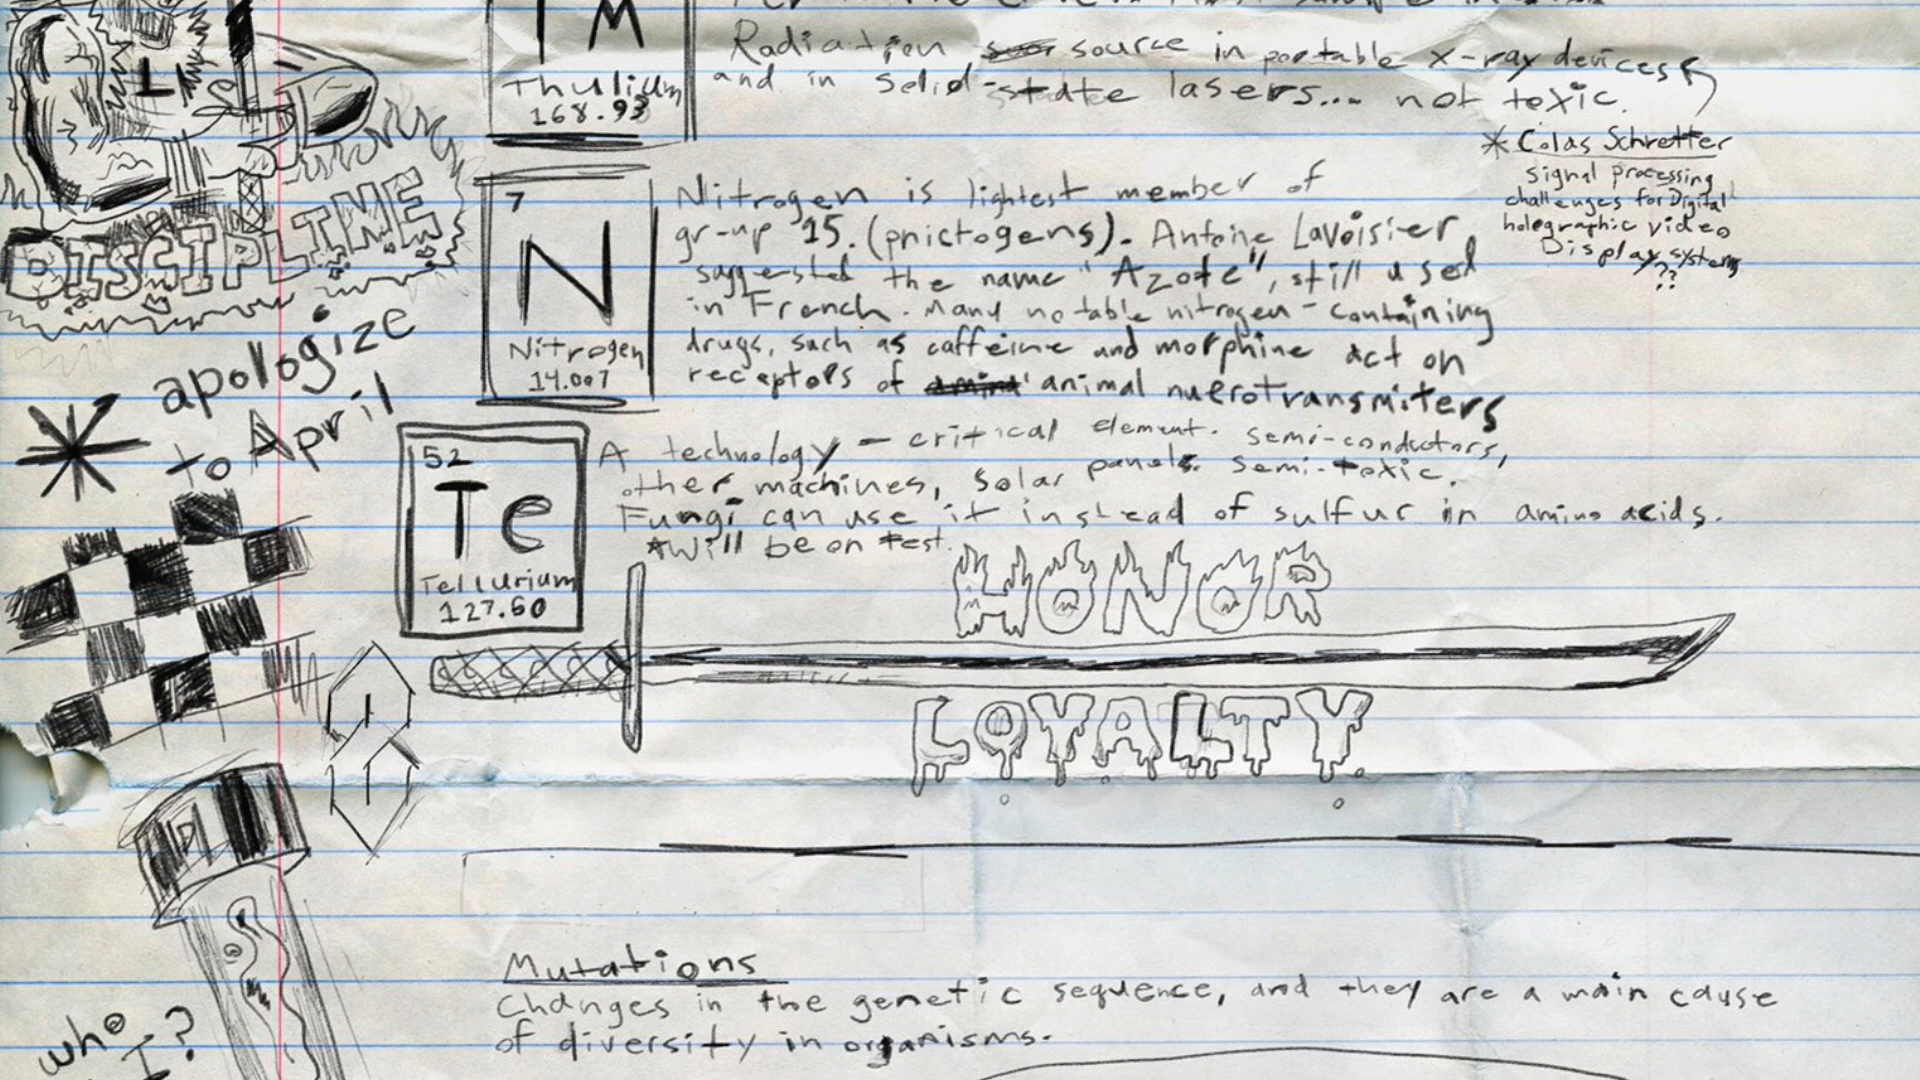 Tm
Thulium
168.93
Radiation source in portable x-ray devices
and in solid-state lasers... not toxic.
* Colas Schretter
signal processing
challenges for Digital
holographic video
Display systems
??
DISCIPLINE
7
N
Nitrogen
14.007
Nitrogen is lightest member of
group 15. (pnictogens). Antoine Lavoisier
suggested the name "Azote", still used
in French. Many notable nitrogen-containing
drugs, such as caffeine and morphine act on
receptors of animal nuerotransmiters
* apologize
to April
52
Te
Tellurium
127.60
A technology-critical element. semi-conductors,
other machines, solar panels. semi-toxic.
Fungi can use it instead of sulfur in amino acids.
*Will be on test.
HONOR
LOYALTY
Mutations
Changes in the genetic sequence, and they are a main cause
of diversity in organisms.
who
I?